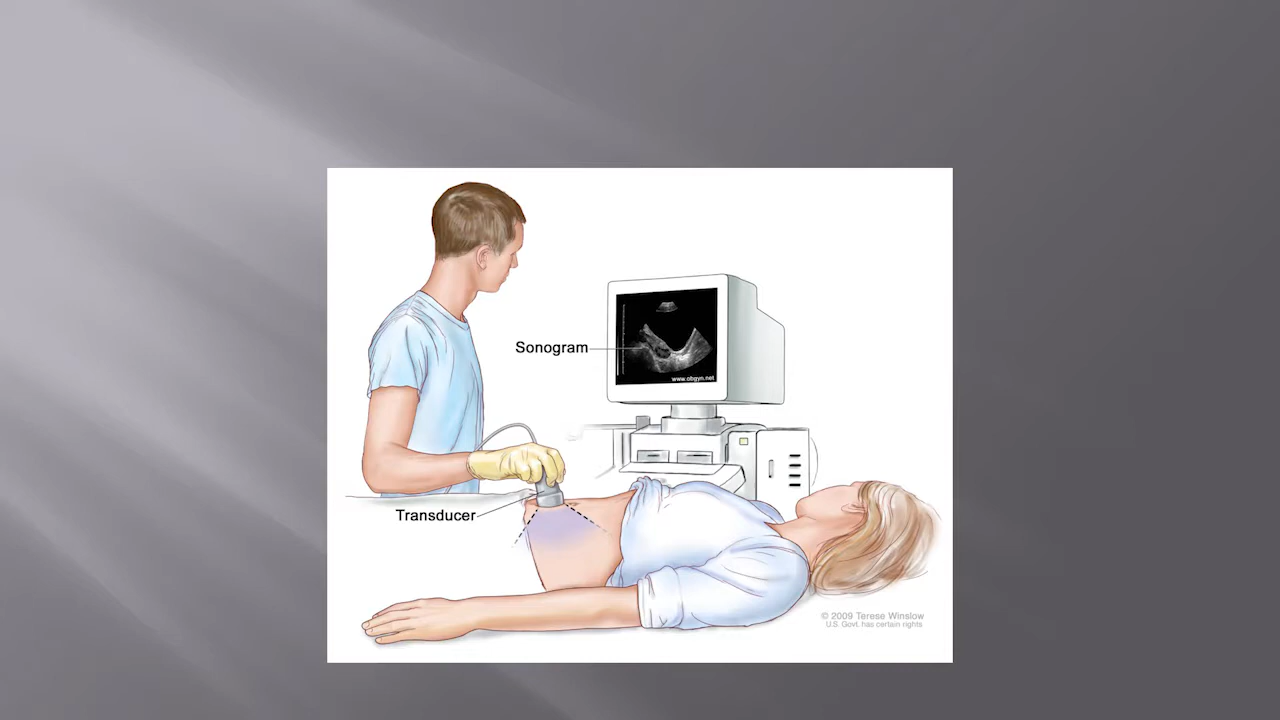 Sonogram
www.obgyn.net
Transducer
© 2009 Terese Winslow
U.S. Govt. has certain rights